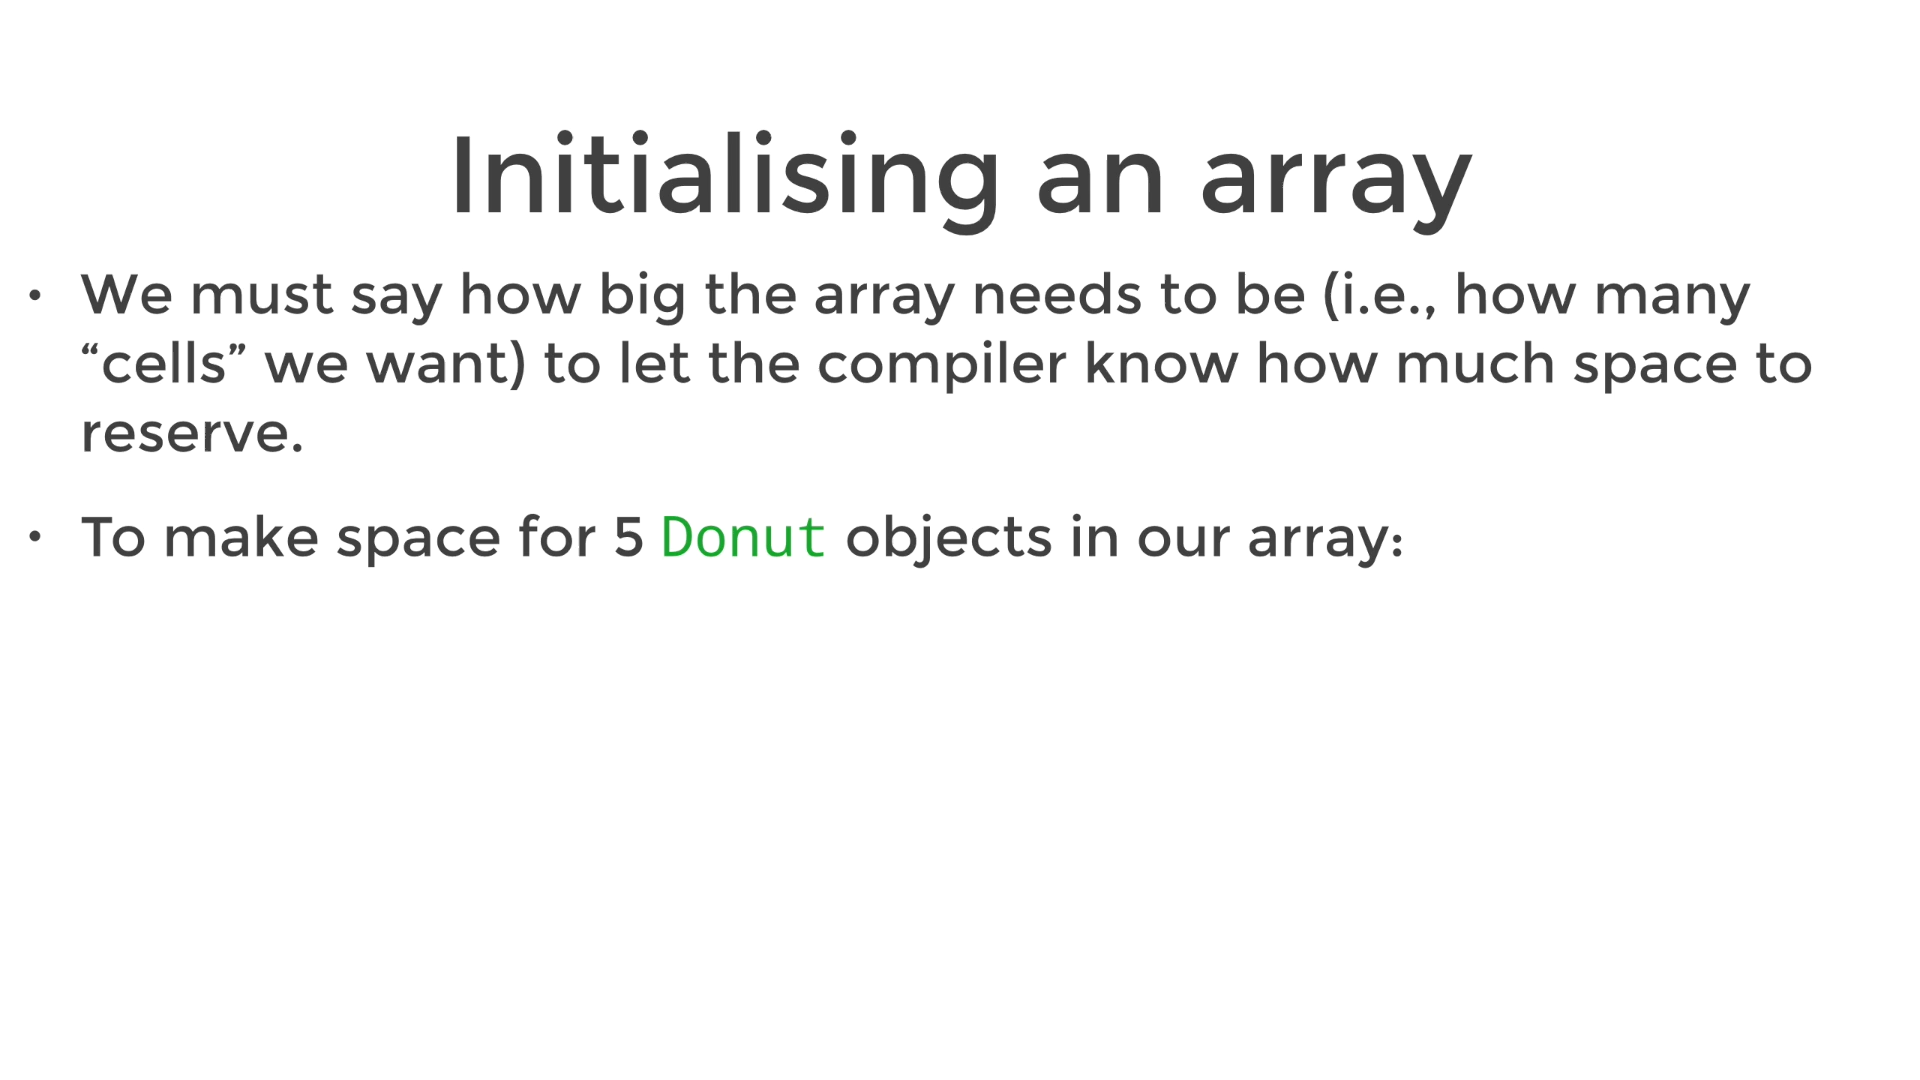 Initialising an array
• We must say how big the array needs to be (i.e., how many
“cells” we want) to let the compiler know how much space to
reserve.
• To make space for 5 Donut objects in our array: